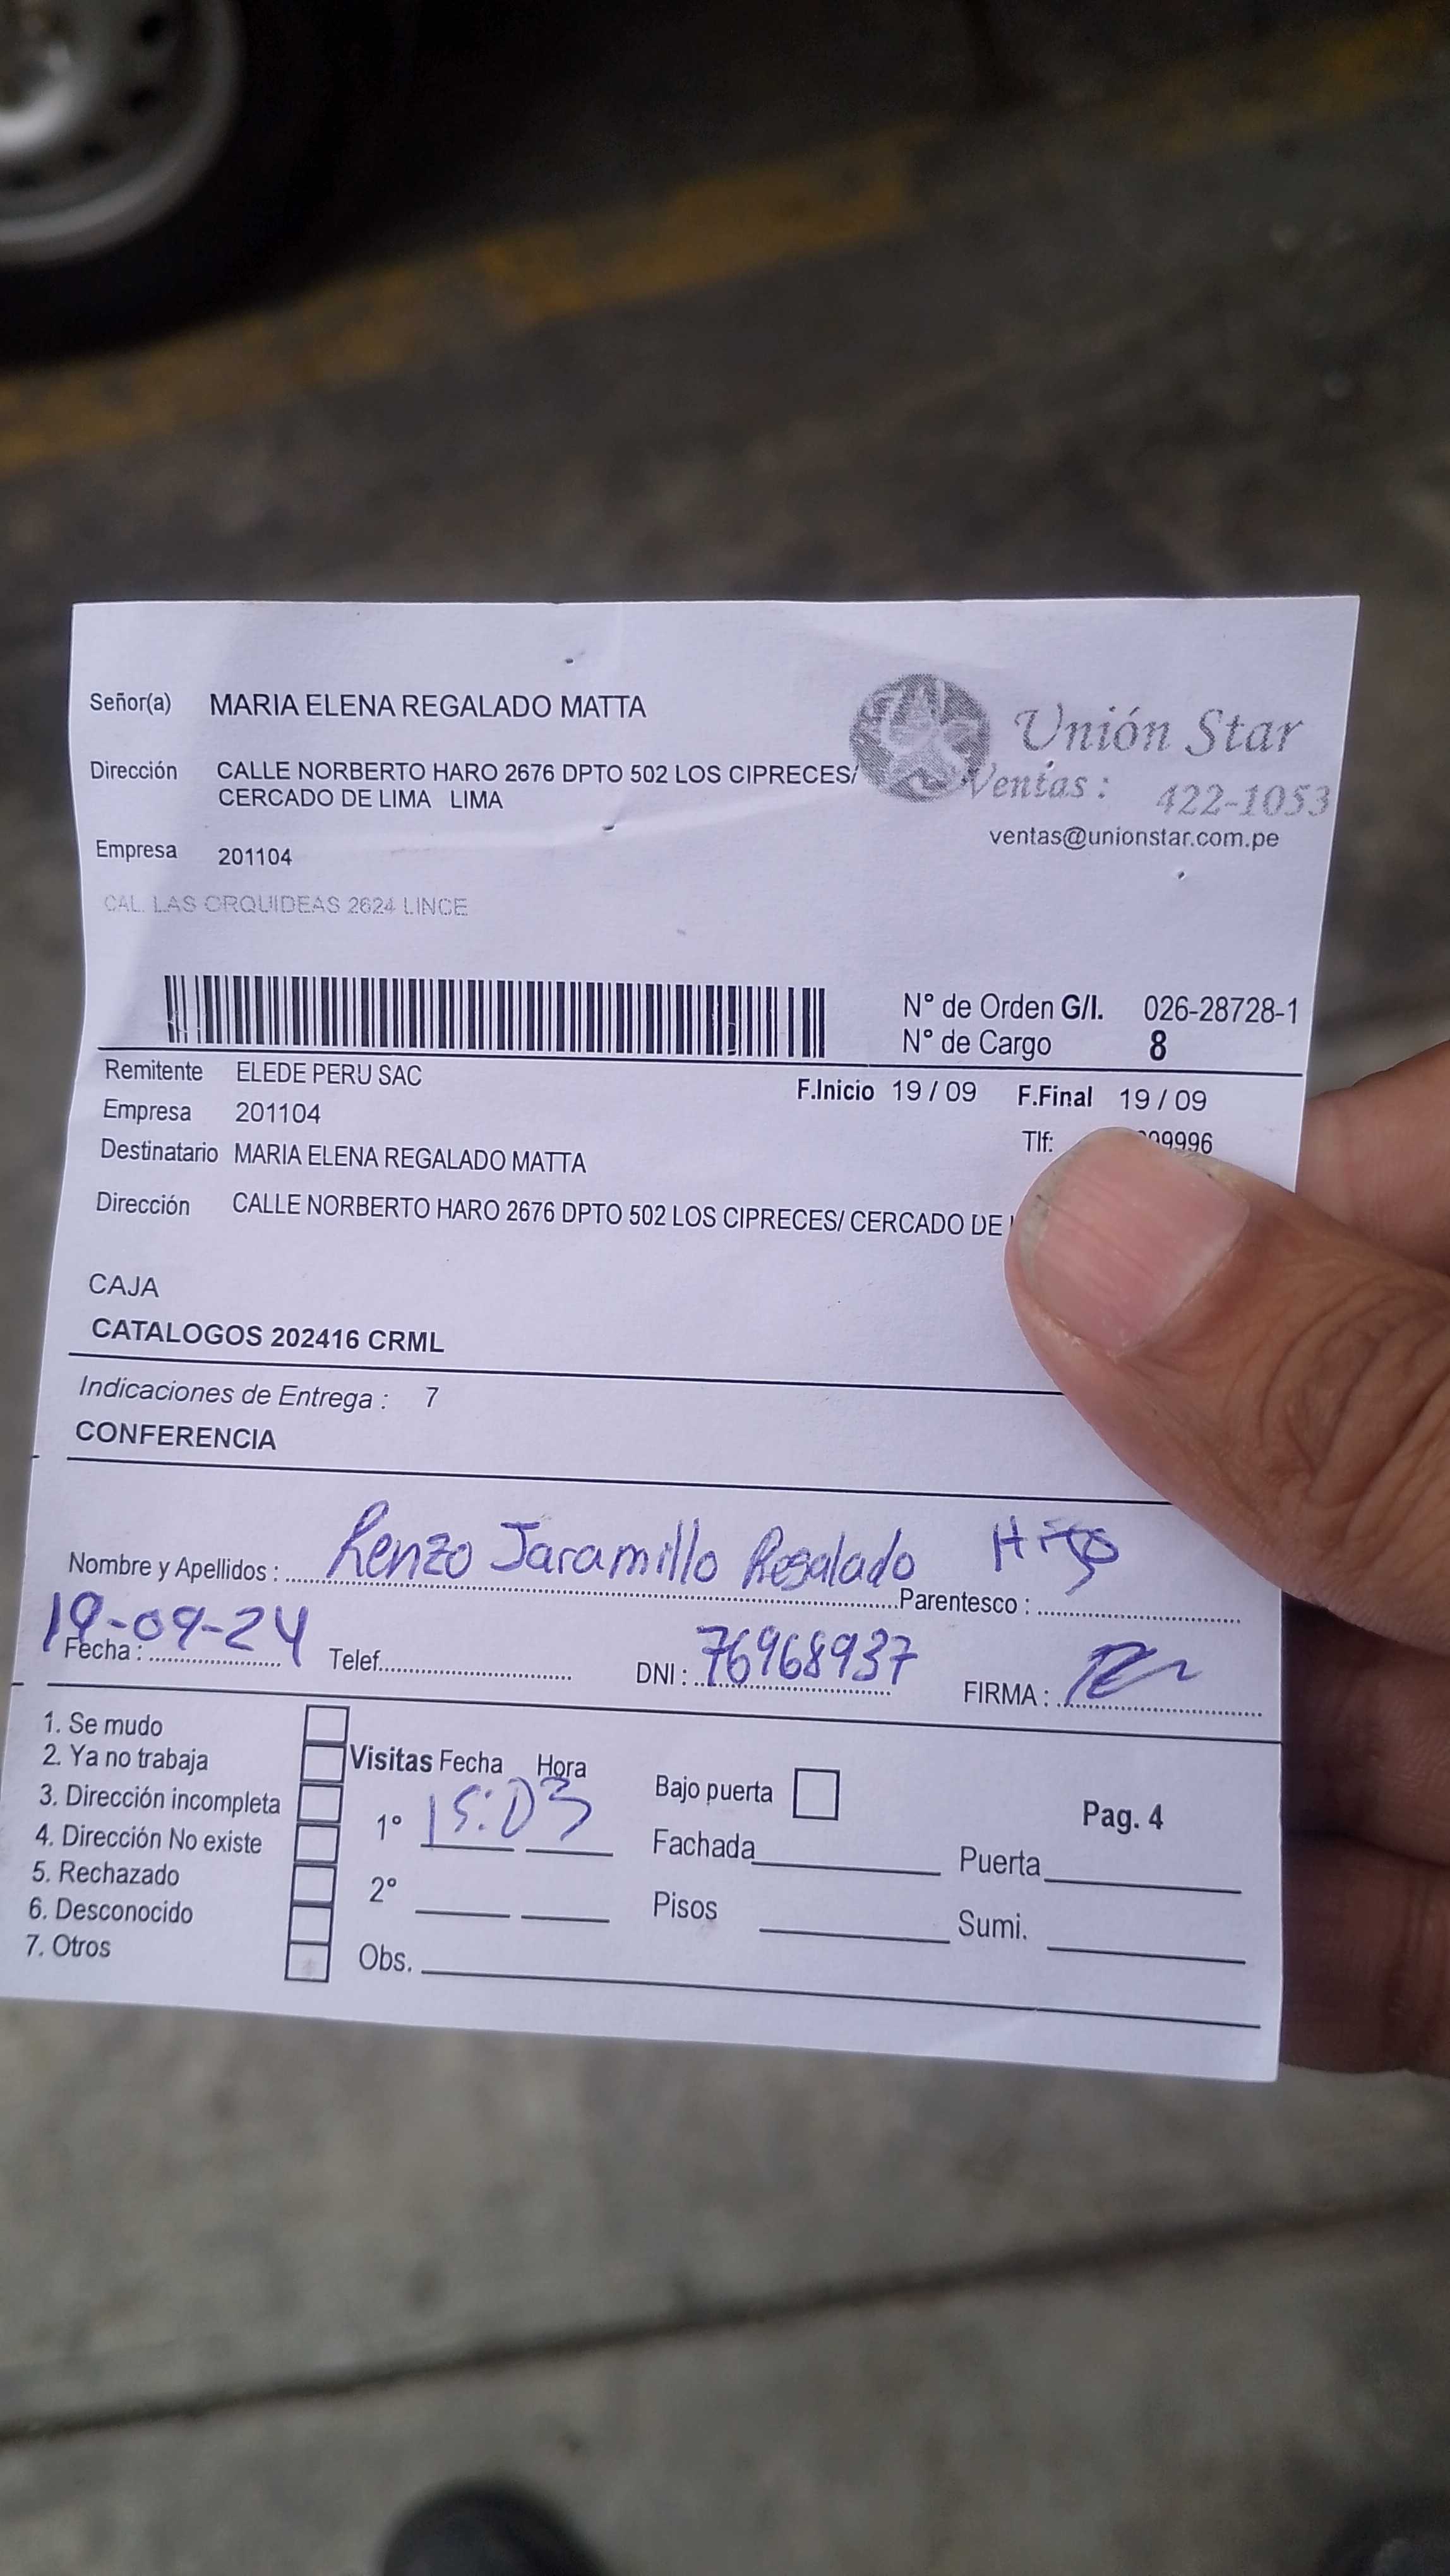 Señor(a) MARIA ELENA REGALADO MATTA
Unión Star
Dirección CALLE NORBERTO HARO 2676 DPTO 502 LOS CIPRECES/
CERCADO DE LIMA LIMA
Ventas : 422-1053
ventas@unionstar.com.pe
Empresa 201104
CAL. LAS ORQUIDEAS 2624 LINCE
N° de Orden G/I. 026-28728-1
N° de Cargo 8
Remitente ELEDE PERU SAC
F.Inicio 19 / 09 F.Final 19 / 09
Empresa 201104
Tlf: 99996
Destinatario MARIA ELENA REGALADO MATTA
Dirección CALLE NORBERTO HARO 2676 DPTO 502 LOS CIPRECES/ CERCADO DE
CAJA
CATALOGOS 202416 CRML
Indicaciones de Entrega : 7
CONFERENCIA
Nombre y Apellidos : Renzo Jaramillo Regalado Parentesco : Hijo
Fecha : 19-09-24 Telef. DNI : 76968937 FIRMA :
1. Se mudo
2. Ya no trabaja
3. Dirección incompleta
4. Dirección No existe
5. Rechazado
6. Desconocido
7. Otros
Visitas Fecha Hora
1° 15:03
2°
Obs.
Bajo puerta
Fachada
Pisos
Pag. 4
Puerta
Sumi.